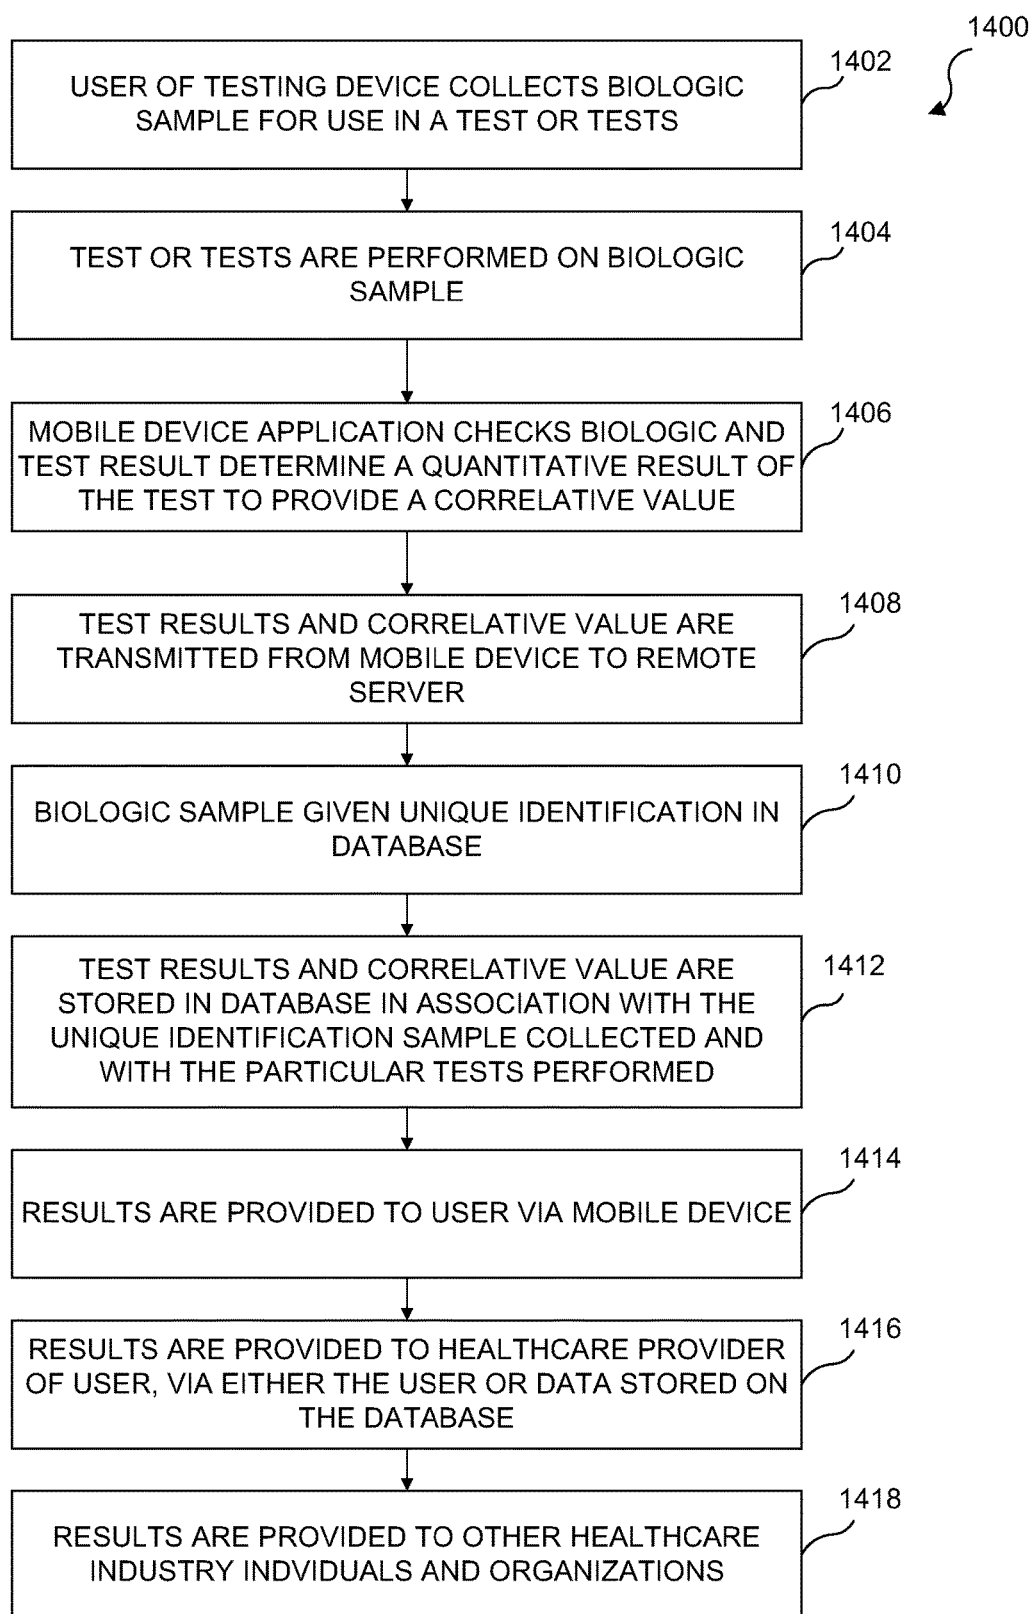 1400
USER OF TESTING DEVICE COLLECTS BIOLOGIC
SAMPLE FOR USE IN A TEST OR TESTS
1402
TEST OR TESTS ARE PERFORMED ON BIOLOGIC
SAMPLE
1404
MOBILE DEVICE APPLICATION CHECKS BIOLOGIC AND
TEST RESULT DETERMINE A QUANTITATIVE RESULT OF
THE TEST TO PROVIDE A CORRELATIVE VALUE
1406
TEST RESULTS AND CORRELATIVE VALUE ARE
TRANSMITTED FROM MOBILE DEVICE TO REMOTE
SERVER
1408
BIOLOGIC SAMPLE GIVEN UNIQUE IDENTIFICATION IN
DATABASE
1410
TEST RESULTS AND CORRELATIVE VALUE ARE
STORED IN DATABASE IN ASSOCIATION WITH THE
UNIQUE IDENTIFICATION SAMPLE COLLECTED AND
WITH THE PARTICULAR TESTS PERFORMED
1412
RESULTS ARE PROVIDED TO USER VIA MOBILE DEVICE
1414
RESULTS ARE PROVIDED TO HEALTHCARE PROVIDER
OF USER, VIA EITHER THE USER OR DATA STORED ON
THE DATABASE
1416
RESULTS ARE PROVIDED TO OTHER HEALTHCARE
INDUSTRY INDVIDUALS AND ORGANIZATIONS
1418